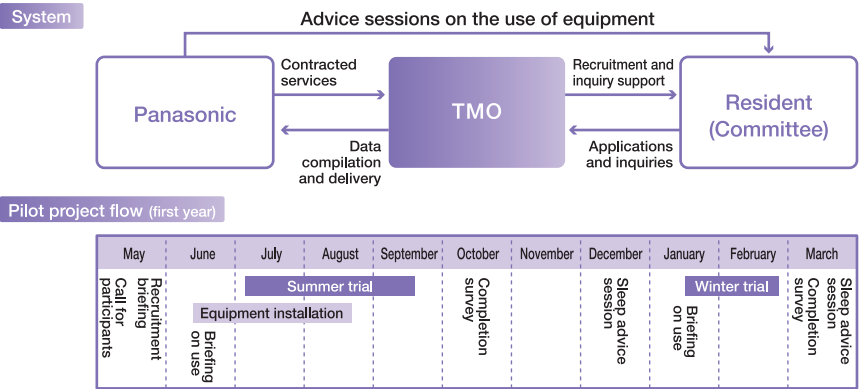 System
Advice sessions on the use of equipment
Panasonic
Contracted
services
Data
compilation
and delivery
TMO
Recruitment and
inquiry support
Applications
and inquiries
Resident
(Committee)
Pilot project flow (first year)
May
June
July
August
September
October
November
December
January
February
March
Recruitment
briefing
Call for
participants
Summer trial
Equipment installation
Briefing
on use
Completion
survey
Sleep advice
session
Winter trial
Briefing
on use
Sleep advice
session
Completion
survey